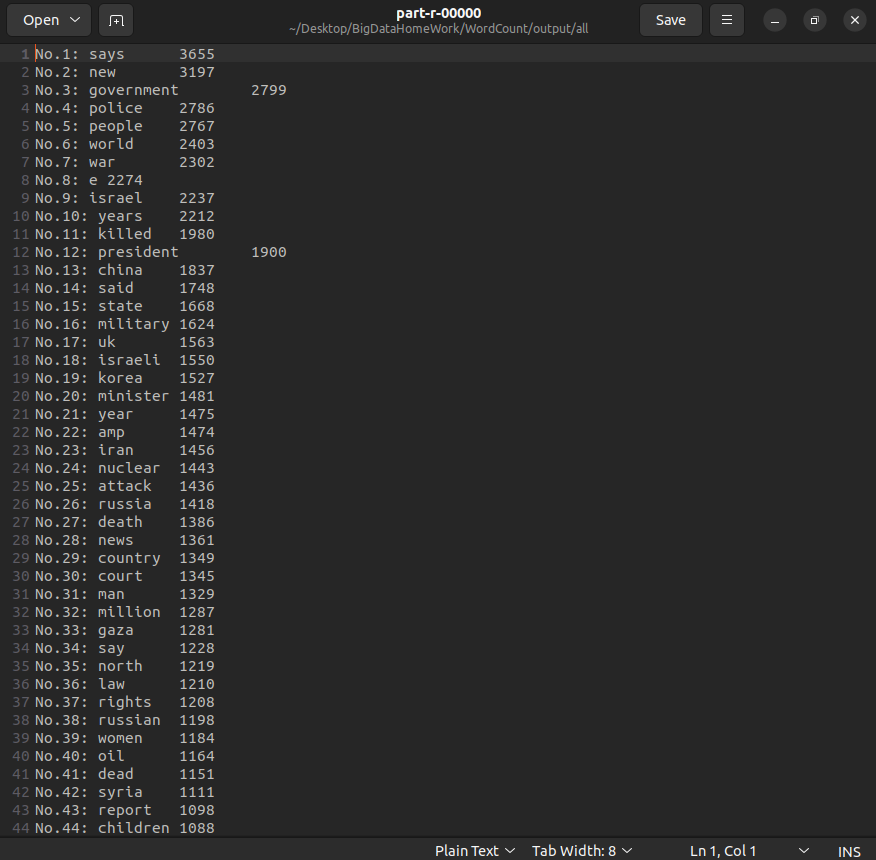 Open
part-r-00000
~/Desktop/BigDataHomeWork/WordCount/output/all
Save
1 No.1: says 3655
2 No.2: new 3197
3 No.3: government 2799
4 No.4: police 2786
5 No.5: people 2767
6 No.6: world 2403
7 No.7: war 2302
8 No.8: e 2274
9 No.9: israel 2237
10 No.10: years 2212
11 No.11: killed 1980
12 No.12: president 1900
13 No.13: china 1837
14 No.14: said 1748
15 No.15: state 1668
16 No.16: military 1624
17 No.17: uk 1563
18 No.18: israeli 1550
19 No.19: korea 1527
20 No.20: minister 1481
21 No.21: year 1475
22 No.22: amp 1474
23 No.23: iran 1456
24 No.24: nuclear 1443
25 No.25: attack 1436
26 No.26: russia 1418
27 No.27: death 1386
28 No.28: news 1361
29 No.29: country 1349
30 No.30: court 1345
31 No.31: man 1329
32 No.32: million 1287
33 No.33: gaza 1281
34 No.34: say 1228
35 No.35: north 1219
36 No.36: law 1210
37 No.37: rights 1208
38 No.38: russian 1198
39 No.39: women 1184
40 No.40: oil 1164
41 No.41: dead 1151
42 No.42: syria 1111
43 No.43: report 1098
44 No.44: children 1088
Plain Text Tab Width: 8 Ln 1, Col 1 INS